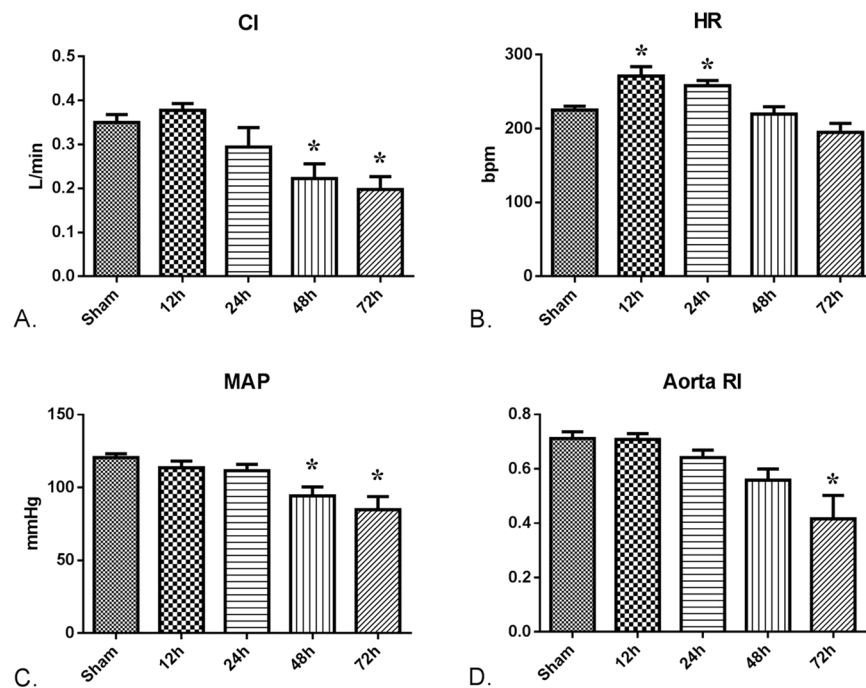 CI
0.5
0.4
0.3
0.2
0.1
0.0
L/min
*
*
Sham
12h
24h
48h
72h
A.
HR
300
200
100
0
bpm
*
*
Sham
12h
24h
48h
72h
B.
MAP
150
100
50
0
mmHg
*
*
Sham
12h
24h
48h
72h
C.
Aorta RI
0.8
0.6
0.4
0.2
0.0
*
Sham
12h
24h
48h
72h
D.